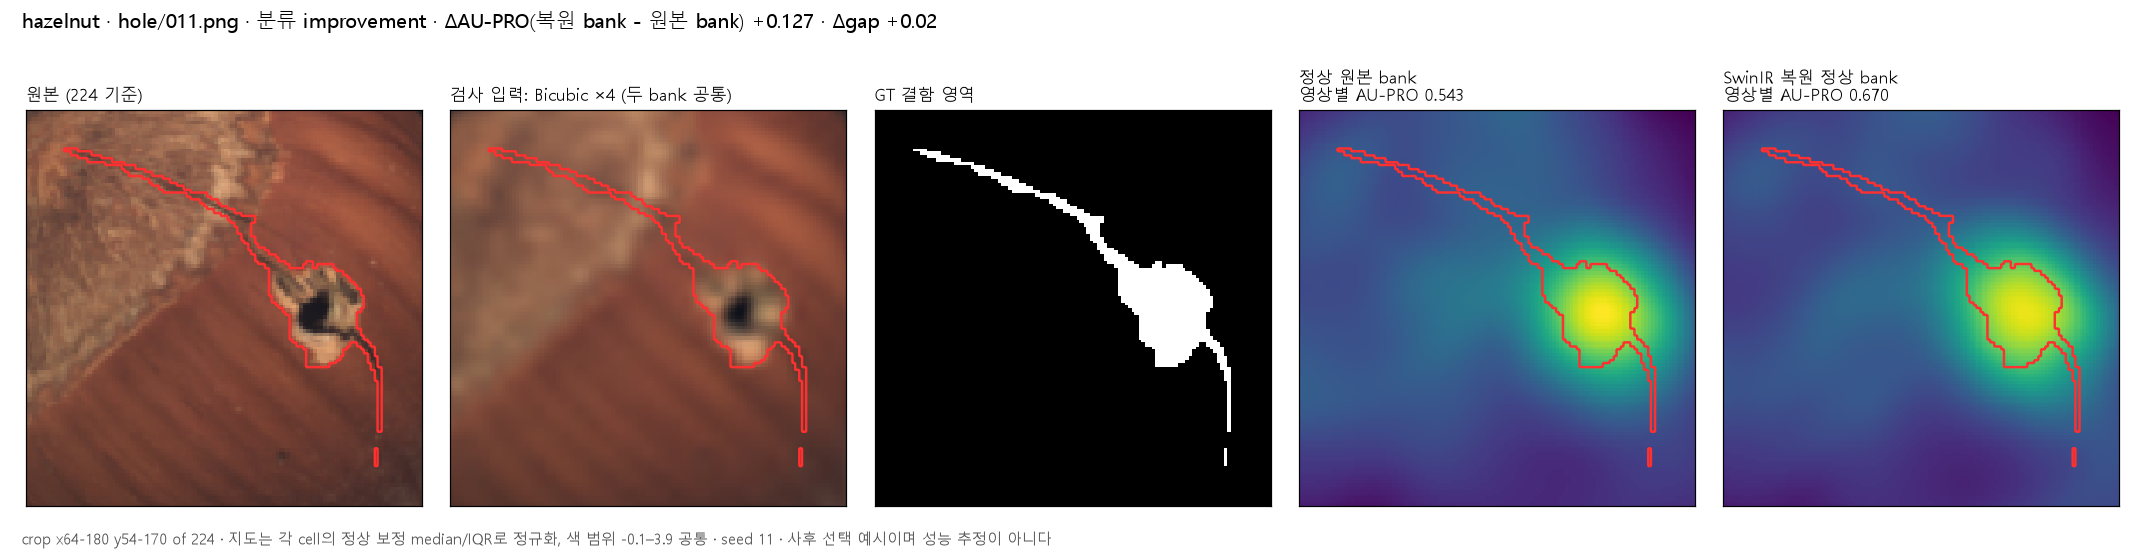 hazelnut · hole/011.png · 분류 improvement · ΔAU-PRO(복원 bank - 원본 bank) +0.127 · Δgap +0.02
원본 (224 기준)
검사 입력: Bicubic ×4 (두 bank 공통)
GT 결함 영역
정상 원본 bank
영상별 AU-PRO 0.543
SwinIR 복원 정상 bank
영상별 AU-PRO 0.670
crop x64-180 y54-170 of 224 · 지도는 각 cell의 정상 보정 median/IQR로 정규화, 색 범위 -0.1–3.9 공통 · seed 11 · 사후 선택 예시이며 성능 추정이 아니다